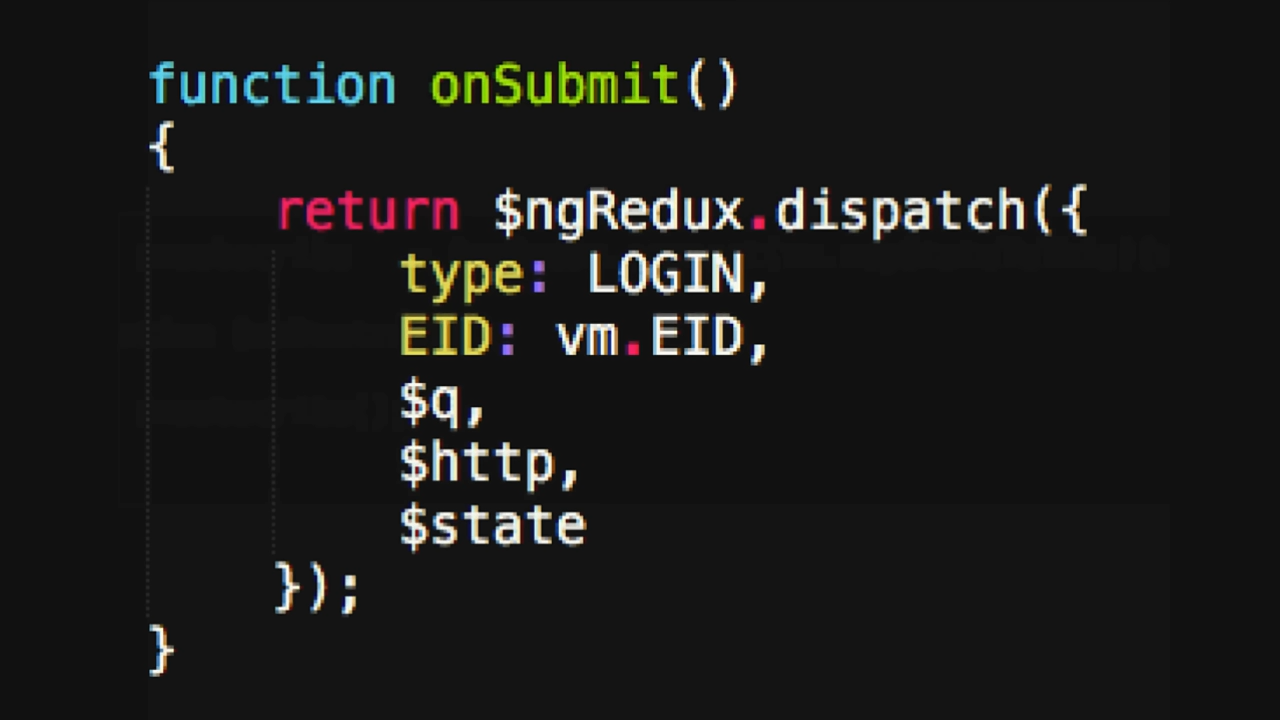 function onSubmit()
{
    return $ngRedux.dispatch({
        type: LOGIN,
        EID: vm.EID,
        $q,
        $http,
        $state
    });
}